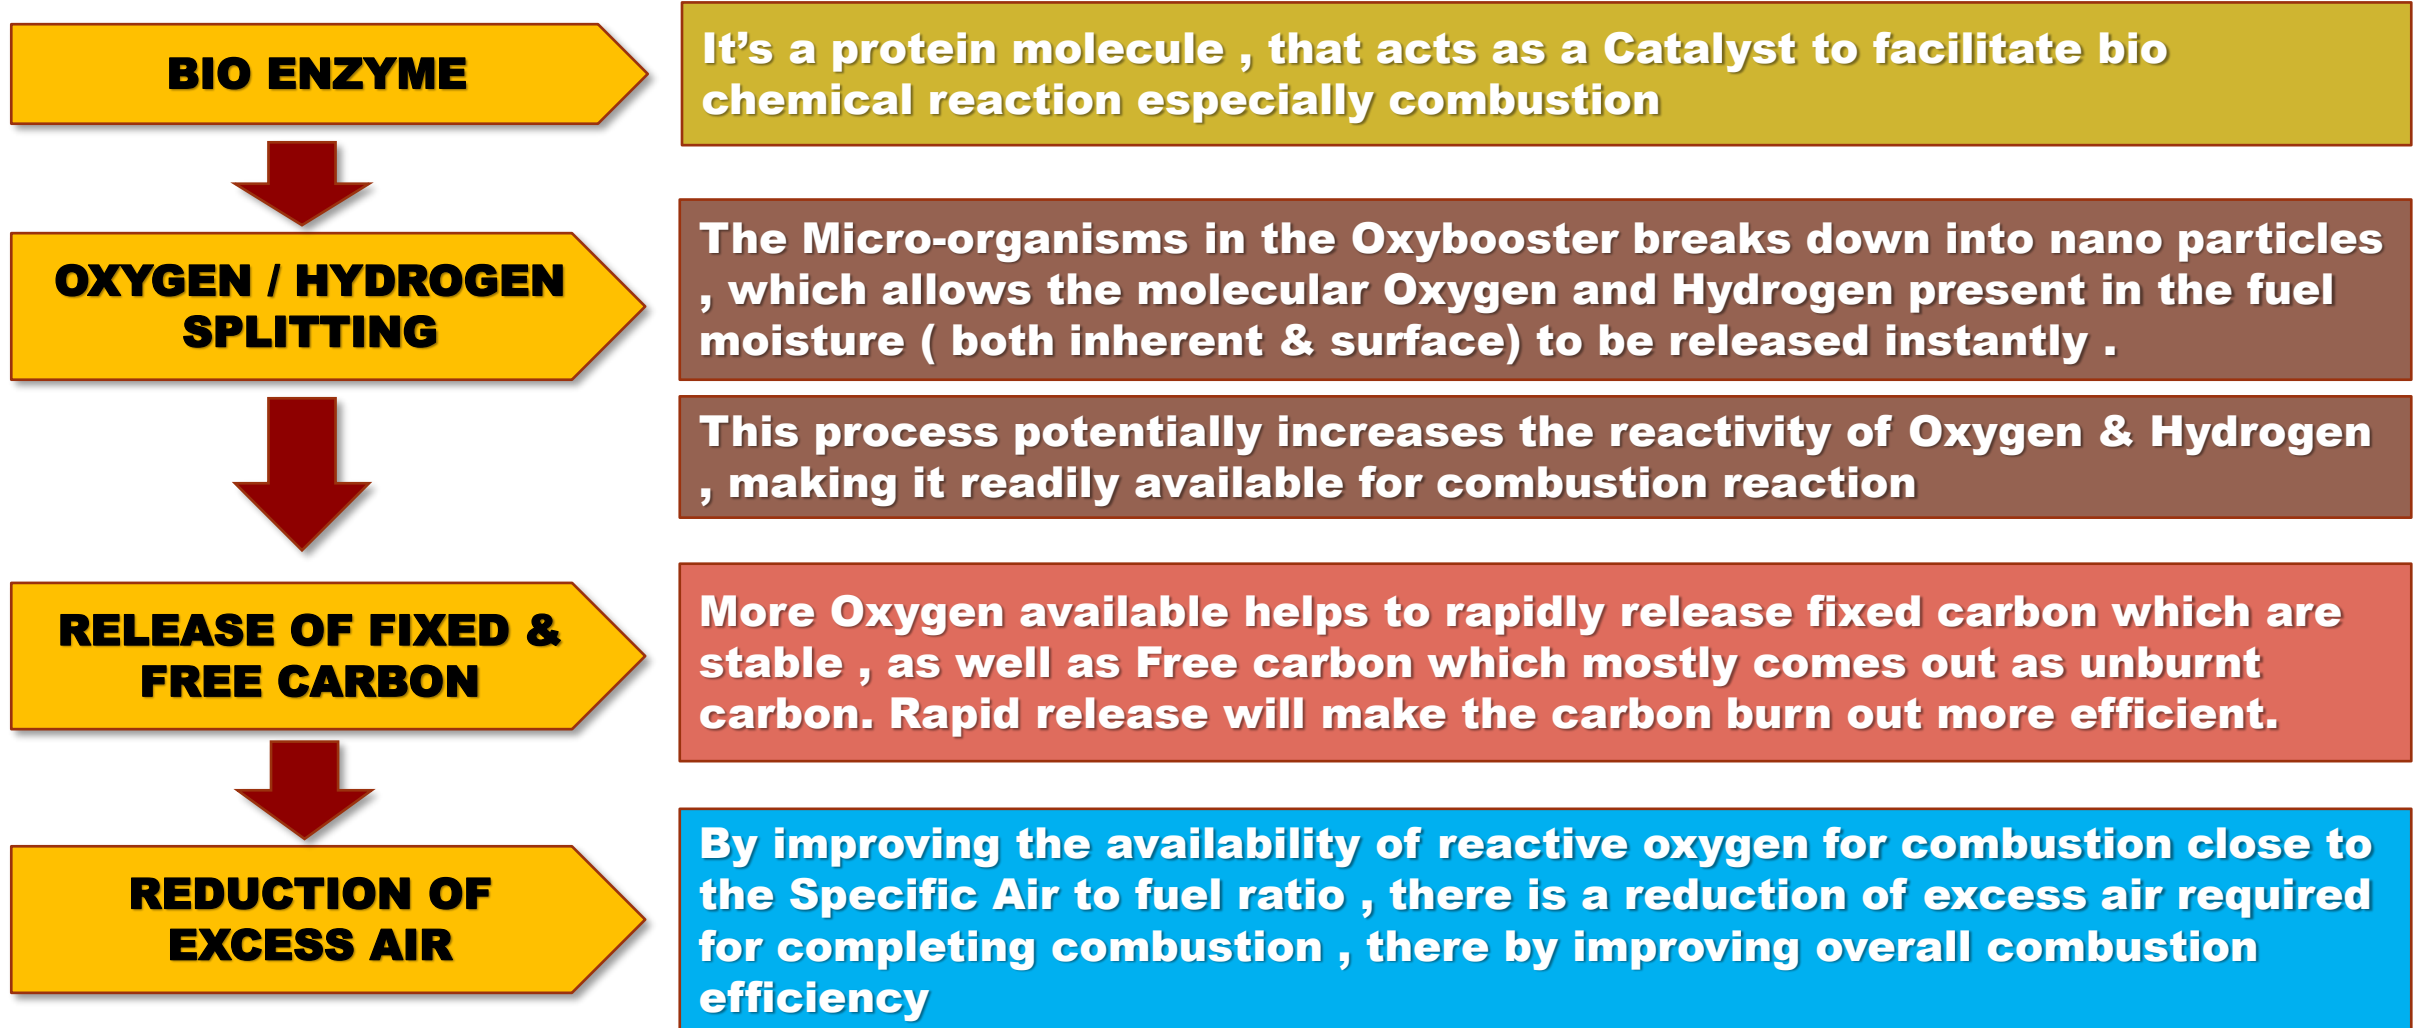 BIO ENZYME
It’s a protein molecule , that acts as a Catalyst to facilitate bio
chemical reaction especially combustion
OXYGEN / HYDROGEN
SPLITTING
The Micro-organisms in the Oxybooster breaks down into nano particles
, which allows the molecular Oxygen and Hydrogen present in the fuel
moisture ( both inherent & surface) to be released instantly .
This process potentially increases the reactivity of Oxygen & Hydrogen
, making it readily available for combustion reaction
RELEASE OF FIXED &
FREE CARBON
More Oxygen available helps to rapidly release fixed carbon which are
stable , as well as Free carbon which mostly comes out as unburnt
carbon. Rapid release will make the carbon burn out more efficient.
REDUCTION OF
EXCESS AIR
By improving the availability of reactive oxygen for combustion close to
the Specific Air to fuel ratio , there is a reduction of excess air required
for completing combustion , there by improving overall combustion
efficiency